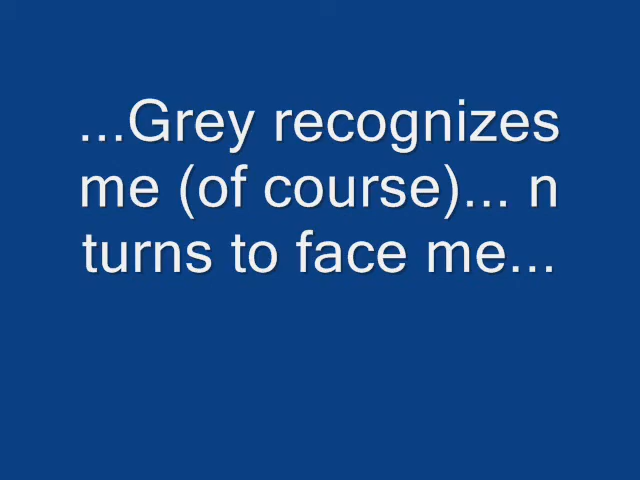 ...Grey recognizes
me (of course)... n
turns to face me...